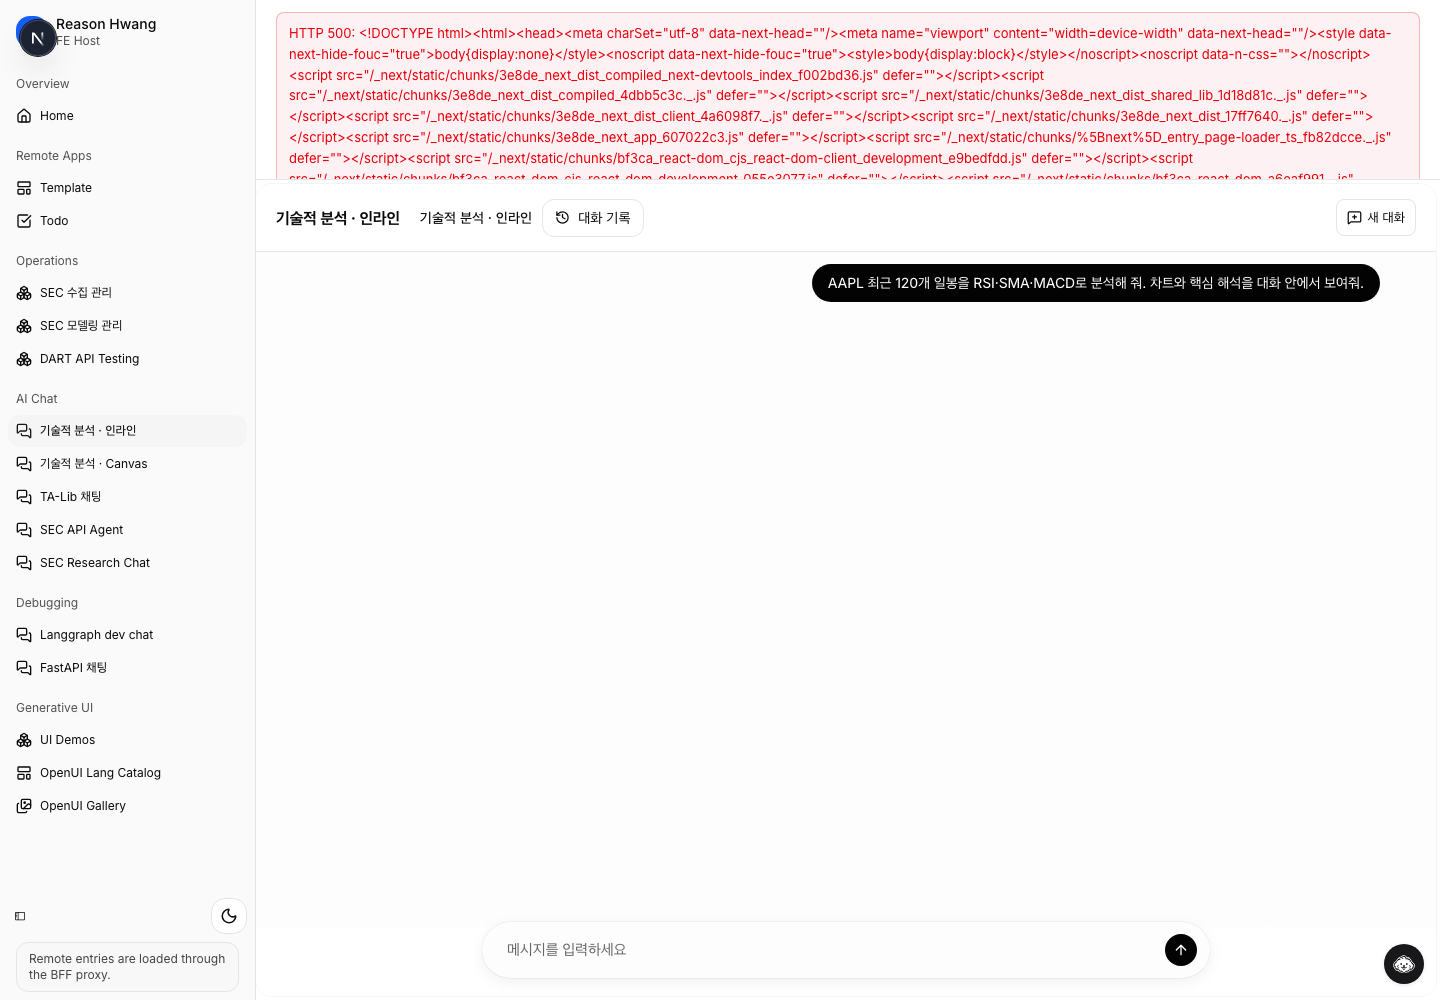 Reason Hwang
FE Host
Overview
Home
Remote Apps
Template
Todo
Operations
SEC 수집 관리
SEC 모델링 관리
DART API Testing
AI Chat
기술적 분석 · 인라인
기술적 분석 · Canvas
TA-Lib 채팅
SEC API Agent
SEC Research Chat
Debugging
Langgraph dev chat
FastAPI 채팅
Generative UI
UI Demos
OpenUI Lang Catalog
OpenUI Gallery
Remote entries are loaded through
the BFF proxy.
HTTP 500: <!DOCTYPE html><html><head><meta charSet="utf-8" data-next-head=""/><meta name="viewport" content="width=device-width" data-next-head=""/><style data-
next-hide-fouc="true">body{display:none}</style><noscript data-next-hide-fouc="true"><style>body{display:block}</style></noscript><noscript data-n-css=""></noscript>
<script src="/_next/static/chunks/3e8de_next_dist_compiled_next-devtools_index_f002bd36.js" defer=""></script><script
src="/_next/static/chunks/3e8de_next_dist_compiled_4dbb5c3c._.js" defer=""></script><script src="/_next/static/chunks/3e8de_next_dist_shared_lib_1d18d81c._.js" defer="">
</script><script src="/_next/static/chunks/3e8de_next_dist_client_4a6098f7._.js" defer=""></script><script src="/_next/static/chunks/3e8de_next_dist_17ff7640._.js" defer="">
</script><script src="/_next/static/chunks/3e8de_next_app_607022c3.js" defer=""></script><script src="/_next/static/chunks/%5Bnext%5D_entry_page-loader_ts_fb82dcce._.js"
defer=""></script><script src="/_next/static/chunks/bf3ca_react-dom_cjs_react-dom-client_development_e9bedfdd.js" defer=""></script><script
기술적 분석 · 인라인
기술적 분석 · 인라인
대화 기록
새 대화
AAPL 최근 120개 일봉을 RSI·SMA·MACD로 분석해 줘. 차트와 핵심 해석을 대화 안에서 보여줘.
메시지를 입력하세요